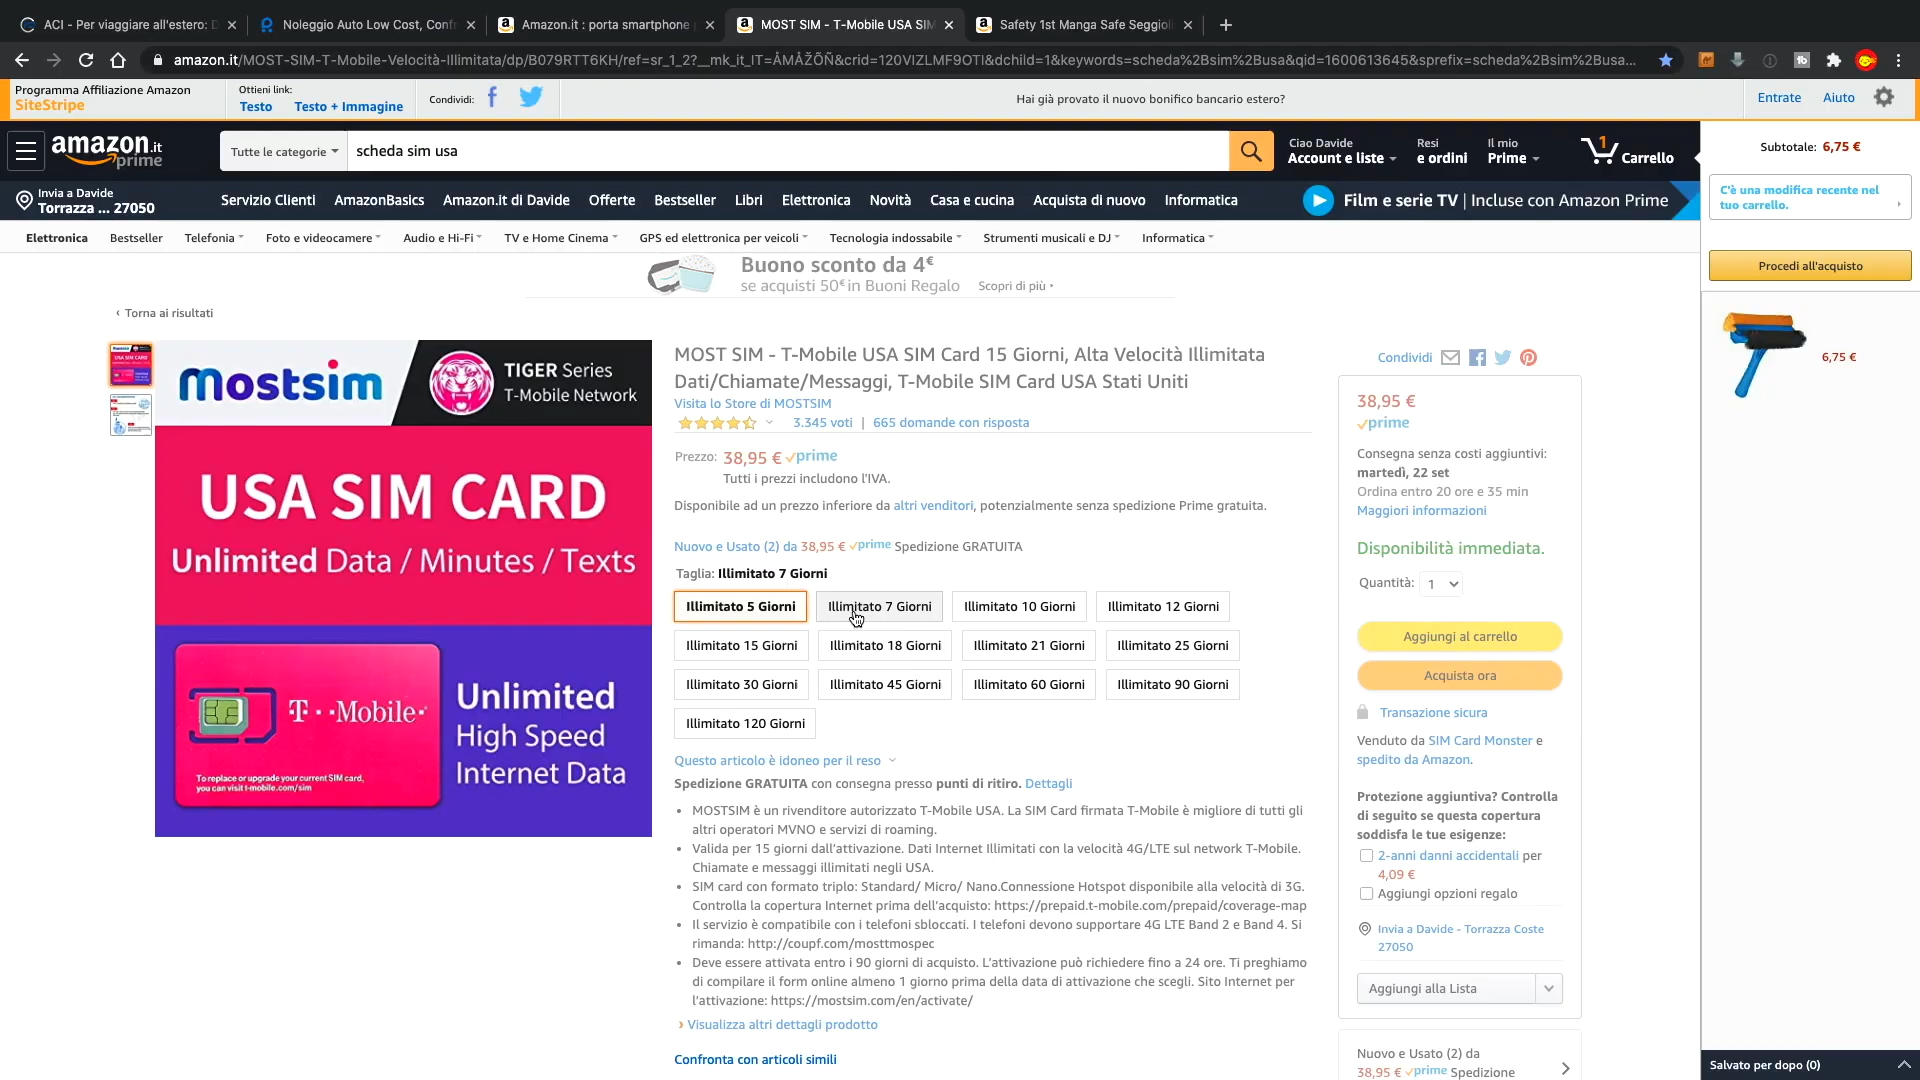 ACI - Per viaggiare all'estero: D
Noleggio Auto Low Cost, Conf
Amazon.it : porta smartphone
MOST SIM - T-Mobile USA SIM
Safety 1st Manga Safe Seggiol
amazon.it/MOST-SIM-T-Mobile-Velocità-Illimitata/dp/B079RTT6KH/ref=sr_1_2?__mk_it_IT=ÅMÅŽÕÑ&crid=120VIZLMF9OTI&dchild=1&keywords=scheda%2Bsim%2Busa&qid=1600613645&sprefix=scheda%2Bsim%2Busa...
Programma Affiliazione Amazon
SiteStripe
Ottieni link:
Testo Testo + Immagine
Condividi:
Hai già provato il nuovo bonifico bancario estero?
Entrate Aiuto
amazon.it
prime
Tutte le categorie
scheda sim usa
Ciao Davide
Account e liste
Resi
e ordini
Il mio
Prime
1
Carrello
Invia a Davide
Torrazza ... 27050
Servizio Clienti AmazonBasics Amazon.it di Davide Offerte Bestseller Libri Elettronica Novità Casa e cucina Acquista di nuovo Informatica
Film e serie TV | Incluse con Amazon Prime
Elettronica Bestseller Telefonia Foto e videocamere Audio e Hi-Fi TV e Home Cinema GPS ed elettronica per veicoli Tecnologia indossabile Strumenti musicali e DJ Informatica
Buono sconto da 4€
se acquisti 50€ in Buoni Regalo Scopri di più ›
‹ Torna ai risultati
mostsim
TIGER Series
T-Mobile Network
USA SIM CARD
Unlimited Data / Minutes / Texts
T··Mobile·
To replace or upgrade your current SIM card,
you can visit t-mobile.com/sim
Unlimited
High Speed
Internet Data
MOST SIM - T-Mobile USA SIM Card 15 Giorni, Alta Velocità Illimitata
Dati/Chiamate/Messaggi, T-Mobile SIM Card USA Stati Uniti
Visita lo Store di MOSTSIM
3.345 voti | 665 domande con risposta
Prezzo: 38,95 € prime
Tutti i prezzi includono l'IVA.
Disponibile ad un prezzo inferiore da altri venditori, potenzialmente senza spedizione Prime gratuita.
Nuovo e Usato (2) da 38,95 € prime Spedizione GRATUITA
Taglia: Illimitato 7 Giorni
Illimitato 5 Giorni Illimitato 7 Giorni Illimitato 10 Giorni Illimitato 12 Giorni
Illimitato 15 Giorni Illimitato 18 Giorni Illimitato 21 Giorni Illimitato 25 Giorni
Illimitato 30 Giorni Illimitato 45 Giorni Illimitato 60 Giorni Illimitato 90 Giorni
Illimitato 120 Giorni
Questo articolo è idoneo per il reso
Spedizione GRATUITA con consegna presso punti di ritiro. Dettagli
• MOSTSIM è un rivenditore autorizzato T-Mobile USA. La SIM Card firmata T-Mobile è migliore di tutti gli
altri operatori MVNO e servizi di roaming.
• Valida per 15 giorni dall'attivazione. Dati Internet Illimitati con la velocità 4G/LTE sul network T-Mobile.
Chiamate e messaggi illimitati negli USA.
• SIM card con formato triplo: Standard/ Micro/ Nano.Connessione Hotspot disponibile alla velocità di 3G.
Controlla la copertura Internet prima dell'acquisto: https://prepaid.t-mobile.com/prepaid/coverage-map
• Il servizio è compatibile con i telefoni sbloccati. I telefoni devono supportare 4G LTE Band 2 e Band 4. Si
rimanda: http://coupf.com/mosttmospec
• Deve essere attivata entro i 90 giorni di acquisto. L'attivazione può richiedere fino a 24 ore. Ti preghiamo
di compilare il form online almeno 1 giorno prima della data di attivazione che scegli. Sito Internet per
l'attivazione: https://mostsim.com/en/activate/
› Visualizza altri dettagli prodotto
Confronta con articoli simili
Condividi
38,95 €
prime
Consegna senza costi aggiuntivi:
martedì, 22 set
Ordina entro 20 ore e 35 min
Maggiori informazioni
Disponibilità immediata.
Quantità: 1
Aggiungi al carrello
Acquista ora
Transazione sicura
Venduto da SIM Card Monster e
spedito da Amazon.
Protezione aggiuntiva? Controlla
di seguito se questa copertura
soddisfa le tue esigenze:
2-anni danni accidentali per
4,09 €
Aggiungi opzioni regalo
Invia a Davide - Torrazza Coste
27050
Aggiungi alla Lista
Nuovo e Usato (2) da
38,95 € prime Spedizione
Subtotale: 6,75 €
C'è una modifica recente nel
tuo carrello.
Procedi all'acquisto
6,75 €
Salvato per dopo (0)